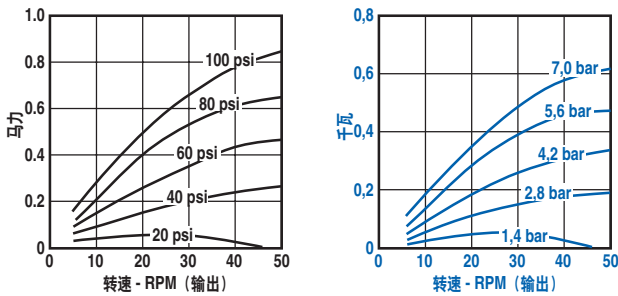 1.0
0.8
0.6
0.4
0.2
0
马力
100 psi
80 psi
60 psi
40 psi
20 psi
0 10 20 30 40 50
转速 - RPM（输出）
0,8
0,6
0,4
0,2
0
千瓦
7,0 bar
5,6 bar
4,2 bar
2,8 bar
1,4 bar
0 10 20 30 40 50
转速 - RPM（输出）